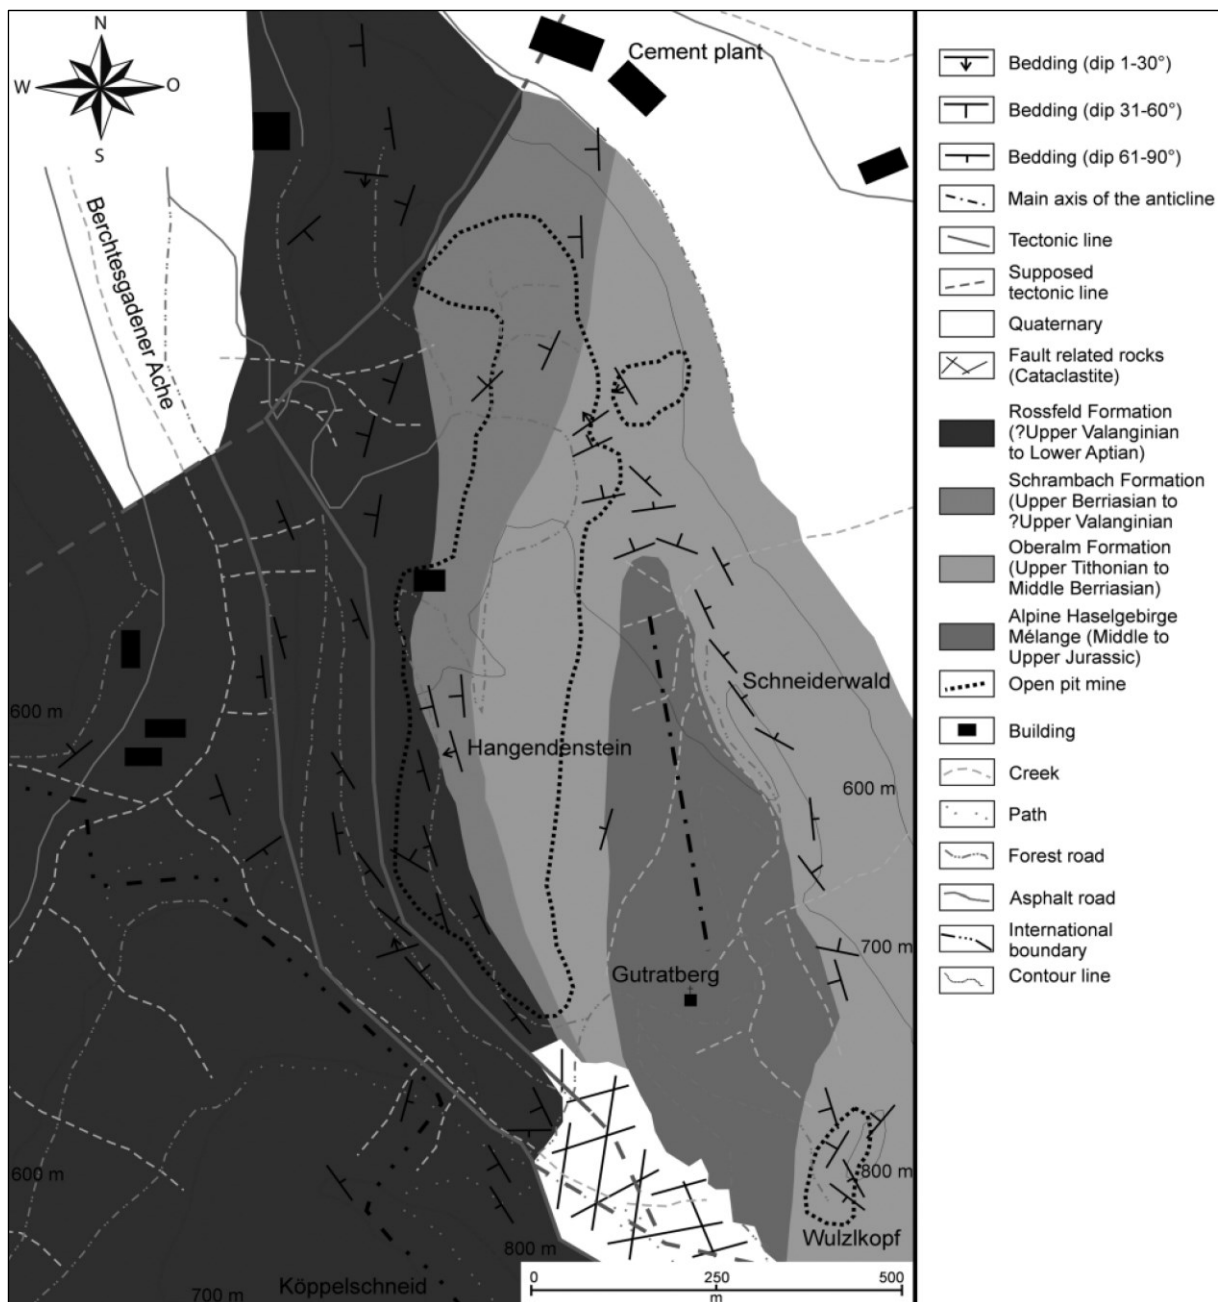 N
W
O
S
Cement plant
Berchtesgadener Ache
600 m
Hangendenstein
Schneiderwald
600 m
700 m
Gutratberg
600 m
800 m
Wulzlkopf
800 m
Köppelschneid
700 m
0
250
500
m
Bedding (dip 1-30°)
Bedding (dip 31-60°)
Bedding (dip 61-90°)
Main axis of the anticline
Tectonic line
Supposed
tectonic line
Quaternary
Fault related rocks
(Cataclastite)
Rossfeld Formation
(?Upper Valanginian
to Lower Aptian)
Schrambach Formation
(Upper Berriasian to
?Upper Valanginian
Oberalm Formation
(Upper Tithonian to
Middle Berriasian)
Alpine Haselgebirge
Mélange (Middle to
Upper Jurassic)
Open pit mine
Building
Creek
Path
Forest road
Asphalt road
International
boundary
Contour line